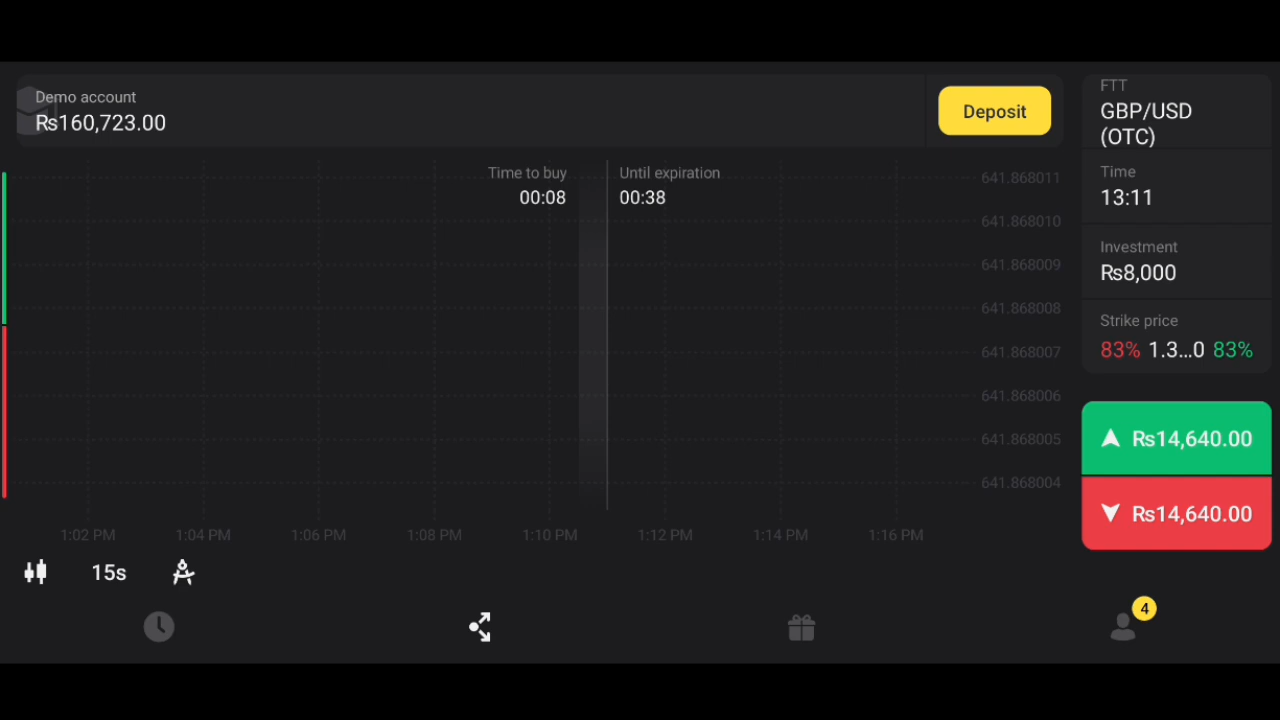 Demo account
₨160,723.00
Deposit
FTT
GBP/USD
(OTC)
Time
13:11
Investment
₨8,000
Strike price
83% 1.3...0 83%
₨14,640.00
₨14,640.00
Time to buy
00:08
Until expiration
00:38
641.868011
641.868010
641.868009
641.868008
641.868007
641.868006
641.868005
641.868004
1:02 PM 1:04 PM 1:06 PM 1:08 PM 1:10 PM 1:12 PM 1:14 PM 1:16 PM
15s
4